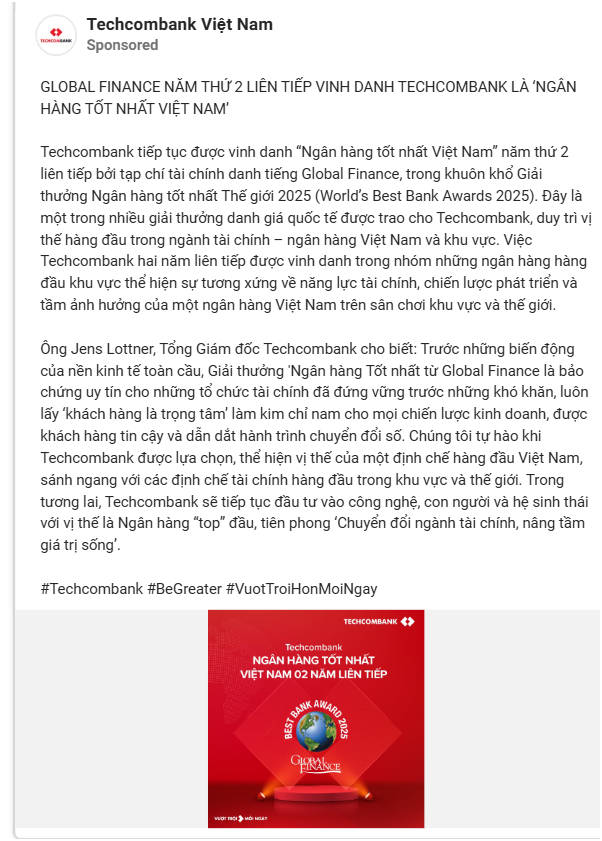 TECHCOMBANK
Techcombank Việt Nam
Sponsored
GLOBAL FINANCE NĂM THỨ 2 LIÊN TIẾP VINH DANH TECHCOMBANK LÀ ‘NGÂN
HÀNG TỐT NHẤT VIỆT NAM’
Techcombank tiếp tục được vinh danh “Ngân hàng tốt nhất Việt Nam” năm thứ 2
liên tiếp bởi tạp chí tài chính danh tiếng Global Finance, trong khuôn khổ Giải
thưởng Ngân hàng tốt nhất Thế giới 2025 (World’s Best Bank Awards 2025). Đây là
một trong nhiều giải thưởng danh giá quốc tế được trao cho Techcombank, duy trì vị
thế hàng đầu trong ngành tài chính – ngân hàng Việt Nam và khu vực. Việc
Techcombank hai năm liên tiếp được vinh danh trong nhóm những ngân hàng hàng
đầu khu vực thể hiện sự tương xứng về năng lực tài chính, chiến lược phát triển và
tầm ảnh hưởng của một ngân hàng Việt Nam trên sân chơi khu vực và thế giới.
Ông Jens Lottner, Tổng Giám đốc Techcombank cho biết: Trước những biến động
của nền kinh tế toàn cầu, Giải thưởng 'Ngân hàng Tốt nhất từ Global Finance là bảo
chứng uy tín cho những tổ chức tài chính đã đứng vững trước những khó khăn, luôn
lấy ‘khách hàng là trọng tâm’ làm kim chỉ nam cho mọi chiến lược kinh doanh, được
khách hàng tin cậy và dẫn dắt hành trình chuyển đổi số. Chúng tôi tự hào khi
Techcombank được lựa chọn, thể hiện vị thế của một định chế hàng đầu Việt Nam,
sánh ngang với các định chế tài chính hàng đầu trong khu vực và thế giới. Trong
tương lai, Techcombank sẽ tiếp tục đầu tư vào công nghệ, con người và hệ sinh thái
với vị thế là Ngân hàng “top” đầu, tiên phong ‘Chuyển đổi ngành tài chính, nâng tầm
giá trị sống’.
#Techcombank #BeGreater #VuotTroiHonMoiNgay
TECHCOMBANK
Techcombank
NGÂN HÀNG TỐT NHẤT
VIỆT NAM 02 NĂM LIÊN TIẾP
BEST BANK AWARD 2025
GLOBAL
FINANCE
VƯỢT TRỘI MỖI NGÀY